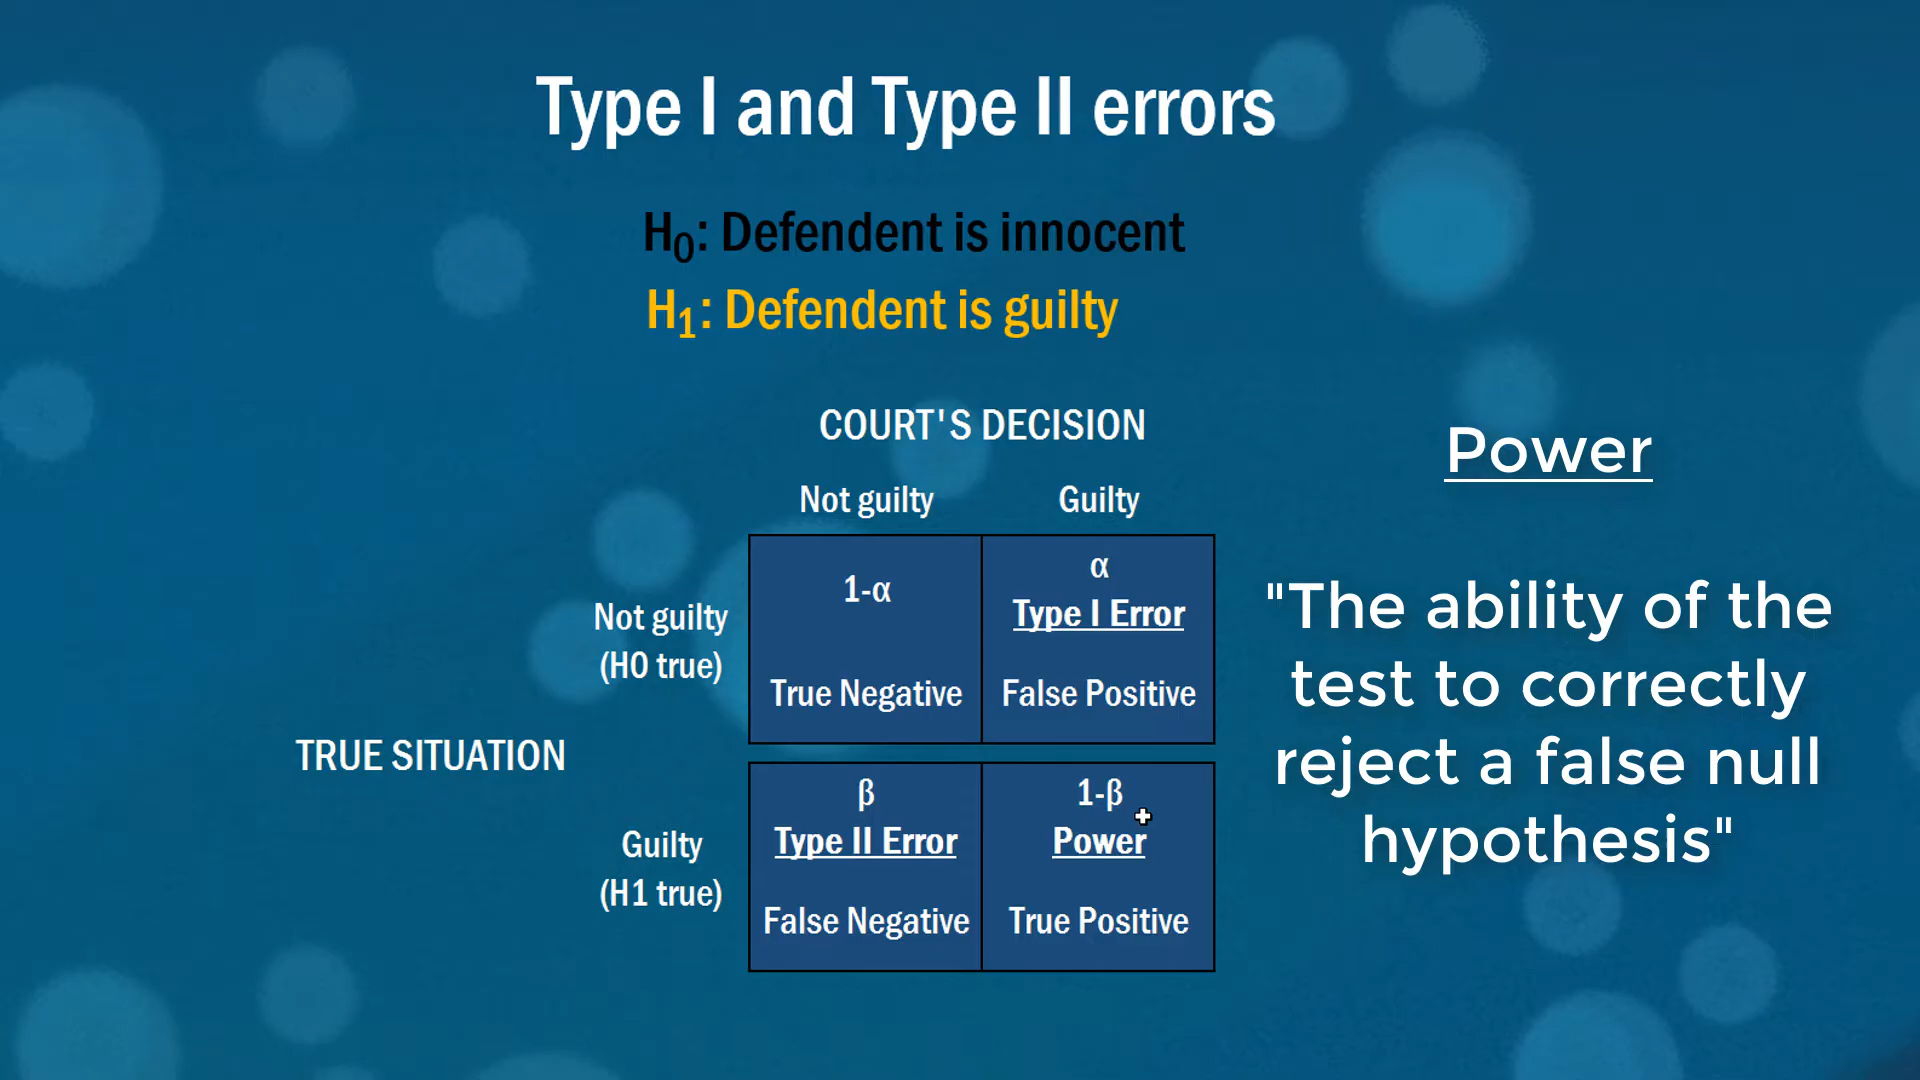 Type I and Type II errors
H0: Defendent is innocent
H1: Defendent is guilty
COURT'S DECISION
Not guilty Guilty
Not guilty
(H0 true)
1-α
True Negative
α
Type I Error
False Positive
TRUE SITUATION
Guilty
(H1 true)
β
Type II Error
False Negative
1-β
Power
True Positive
Power
"The ability of the
test to correctly
reject a false null
hypothesis"